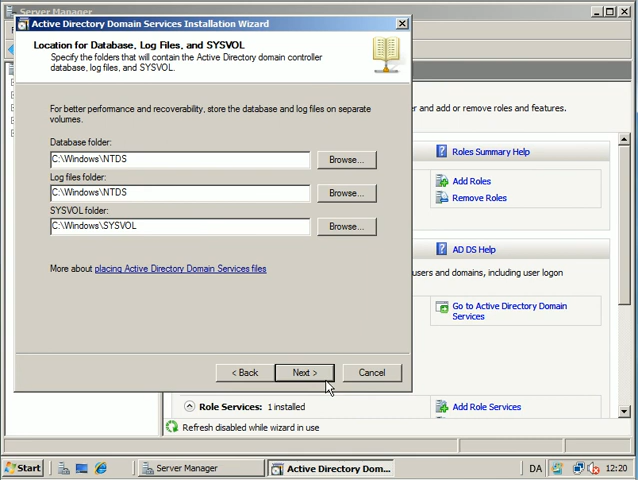 Server Manager
Active Directory Domain Services Installation Wizard
Location for Database, Log Files, and SYSVOL
Specify the folders that will contain the Active Directory domain controller
database, log files, and SYSVOL.
For better performance and recoverability, store the database and log files on separate
volumes.
Database folder:
C:\Windows\NTDS
Browse...
Log files folder:
C:\Windows\NTDS
Browse...
SYSVOL folder:
C:\Windows\SYSVOL
Browse...
More about placing Active Directory Domain Services files
< Back
Next >
Cancel
er and add or remove roles and features.
Roles Summary Help
Add Roles
Remove Roles
AD DS Help
users and domains, including user logon
Go to Active Directory Domain
Services
Role Services: 1 installed
Add Role Services
Refresh disabled while wizard in use
Start
Server Manager
Active Directory Dom...
DA
12:20